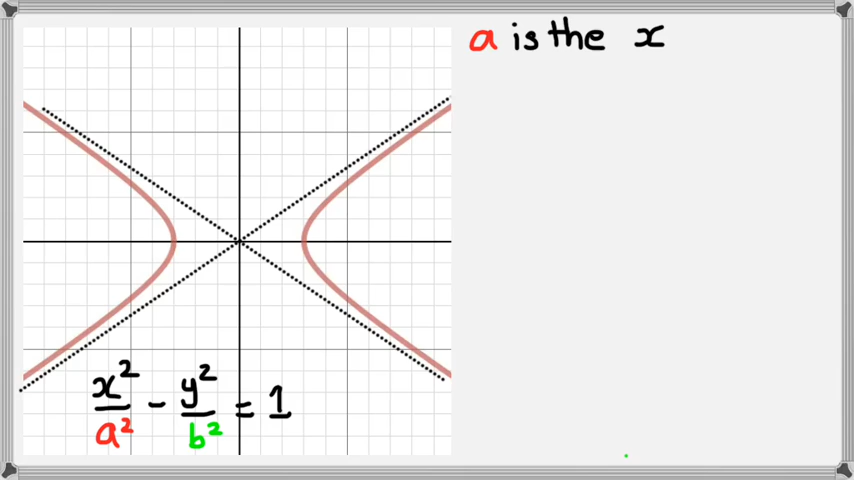 a is the x
x²/a² - y²/b² = 1